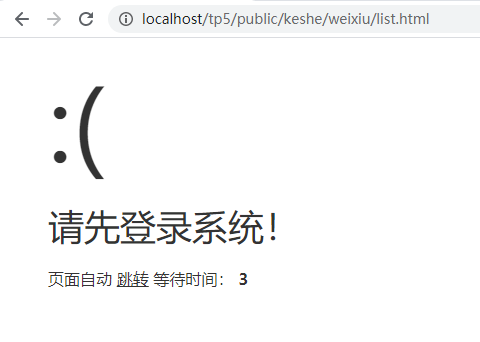 localhost/tp5/public/keshe/weixiu/list.html
:(
请先登录系统！
页面自动 跳转 等待时间： 3